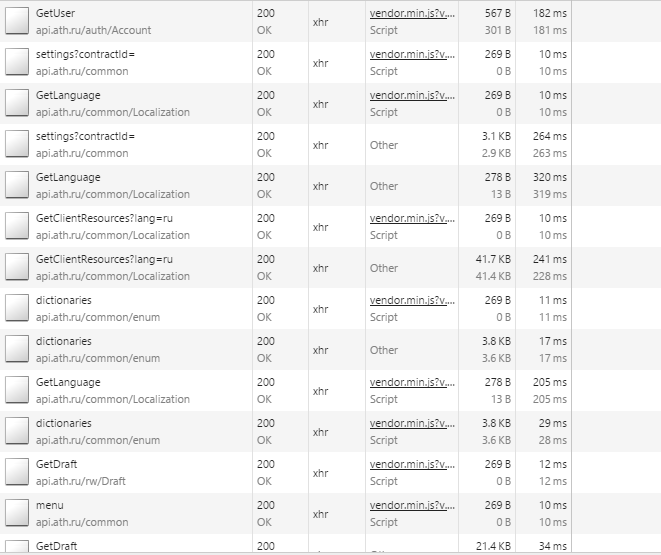 GetUser 200 xhr vendor.min.js?v.... 567 B 182 ms
api.ath.ru/auth/Account OK Script 301 B 181 ms
settings?contractId= 200 xhr vendor.min.js?v.... 269 B 10 ms
api.ath.ru/common OK Script 0 B 10 ms
GetLanguage 200 xhr vendor.min.js?v.... 269 B 10 ms
api.ath.ru/common/Localization OK Script 0 B 10 ms
settings?contractId= 200 xhr Other 3.1 KB 264 ms
api.ath.ru/common OK 2.9 KB 263 ms
GetLanguage 200 xhr Other 278 B 320 ms
api.ath.ru/common/Localization OK 13 B 319 ms
GetClientResources?lang=ru 200 xhr vendor.min.js?v.... 269 B 10 ms
api.ath.ru/common/Localization OK Script 0 B 10 ms
GetClientResources?lang=ru 200 xhr Other 41.7 KB 241 ms
api.ath.ru/common/Localization OK 41.4 KB 228 ms
dictionaries 200 xhr vendor.min.js?v.... 269 B 11 ms
api.ath.ru/common/enum OK Script 0 B 11 ms
dictionaries 200 xhr Other 3.8 KB 17 ms
api.ath.ru/common/enum OK 3.6 KB 17 ms
GetLanguage 200 xhr vendor.min.js?v.... 278 B 205 ms
api.ath.ru/common/Localization OK Script 13 B 205 ms
dictionaries 200 xhr vendor.min.js?v.... 3.8 KB 29 ms
api.ath.ru/common/enum OK Script 3.6 KB 28 ms
GetDraft 200 xhr vendor.min.js?v.... 269 B 12 ms
api.ath.ru/rw/Draft OK Script 0 B 12 ms
menu 200 xhr vendor.min.js?v.... 269 B 10 ms
api.ath.ru/common OK Script 0 B 10 ms
GetDraft 200 21.4 KB 34 ms